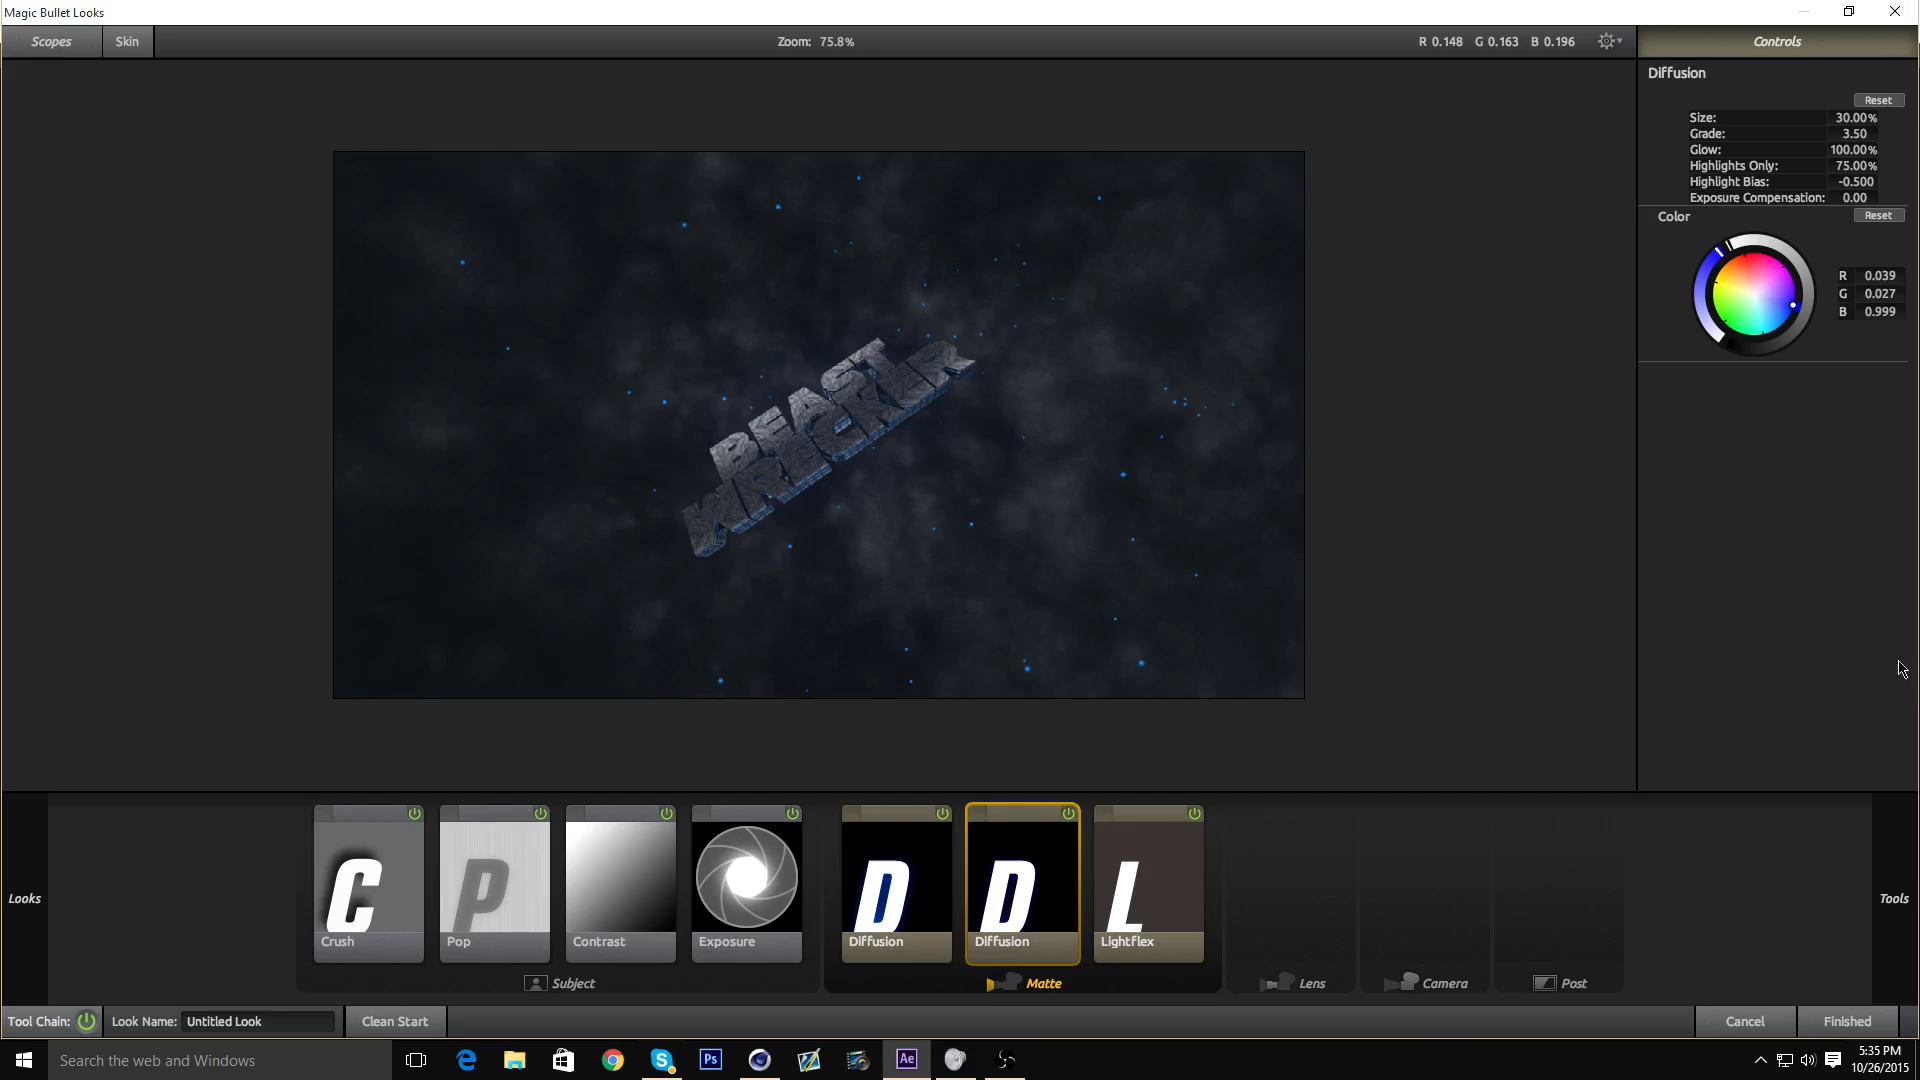 Magic Bullet Looks
Scopes Skin Zoom: 75.8% R 0.148 G 0.163 B 0.196 Controls
Diffusion
Reset
Size: 30.00%
Grade: 3.50
Glow: 100.00%
Highlights Only: 75.00%
Highlight Bias: -0.500
Exposure Compensation: 0.00
Color Reset
R 0.039
G 0.027
B 0.999
BEAST
WRECKER
C P D D L
Crush Pop Contrast Exposure Diffusion Diffusion Lightflex
Looks Tools
Subject Matte Lens Camera Post
Tool Chain: Look Name: Untitled Look Clean Start Cancel Finished
Search the web and Windows
Ps Ae
5:35 PM
10/26/2015